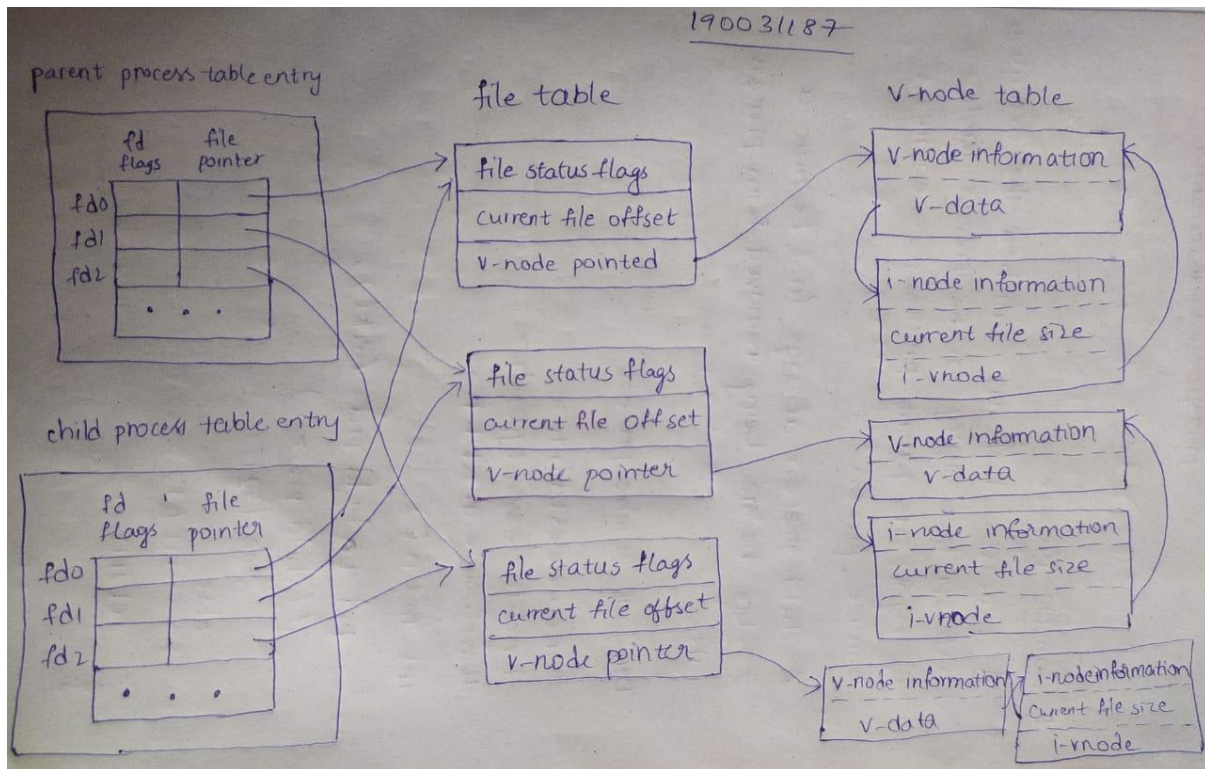 190031187
parent process table entry
fd flags
file pointer
fd0
fd1
fd2
. . .
child process table entry
fd flags
file pointer
fd0
fd1
fd2
. . .
file table
file status flags
current file offset
v-node pointed
file status flags
current file offset
v-node pointer
file status flags
current file offset
v-node pointer
v-node table
v-node information
v-data
i-node information
current file size
i-vnode
v-node information
v-data
i-node information
current file size
i-vnode
v-node information
v-data
i-node information
current file size
i-vnode